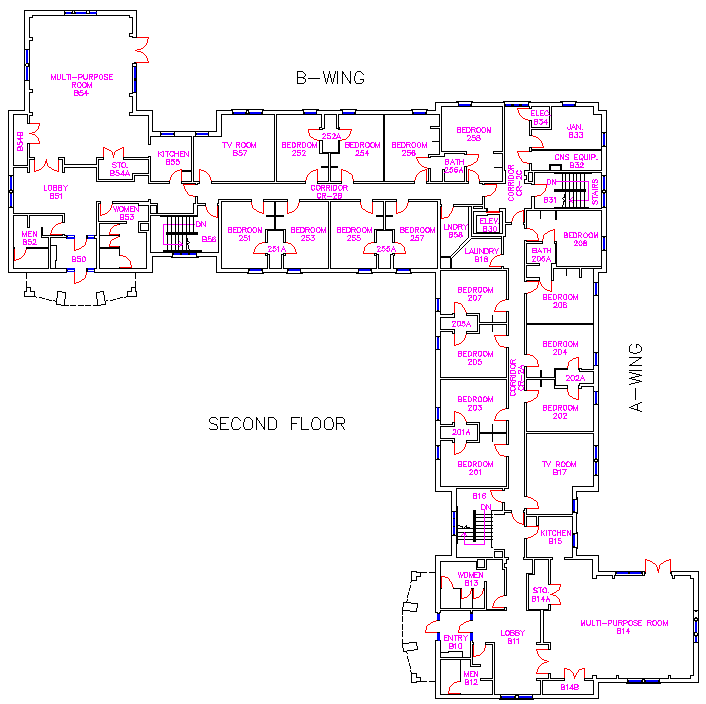 B-WING
MULTI-PURPOSE
ROOM
B54
B54B
STO.
B54A
KITCHEN
B55
TV ROOM
B57
BEDROOM
252
252A
BEDROOM
254
BEDROOM
256
BEDROOM
258
BATH
256A
ELEC
B34
JAN.
B33
CNS EQUIP.
B32
DN
B31
STAIRS
LOBBY
B51
CORRIDOR
CR-2B
CORRIDOR
CR-2C
WOMEN
B53
MEN
B52
B50
DN
B56
BEDROOM
251
251A
BEDROOM
253
BEDROOM
255
255A
BEDROOM
257
LNDRY
B58
ELEV.
B30
LAUNDRY
B18
BATH
206A
BEDROOM
208
BEDROOM
207
BEDROOM
206
205A
BEDROOM
205
BEDROOM
204
CORRIDOR
CR-2A
202A
A-WING
BEDROOM
203
BEDROOM
202
201A
SECOND FLOOR
BEDROOM
201
TV ROOM
B17
B16
DN
KITCHEN
B15
WOMEN
B13
STO.
B14A
MULTI-PURPOSE ROOM
B14
ENTRY
B10
LOBBY
B11
MEN
B12
B14B